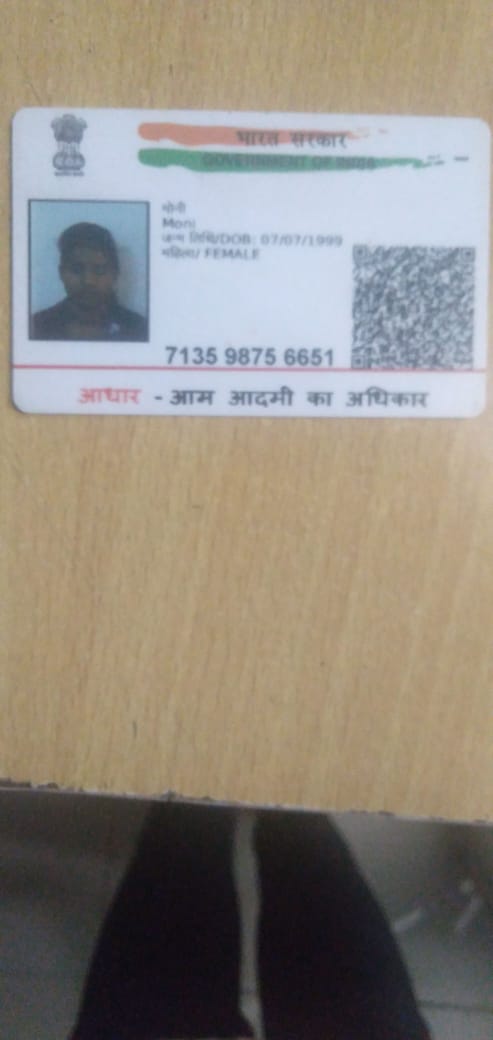 भारत सरकार
GOVERNMENT OF INDIA
मोनी
Moni
जन्म तिथि/DOB: 07/07/1999
महिला/ FEMALE
7135 9875 6651
आधार - आम आदमी का अधिकार